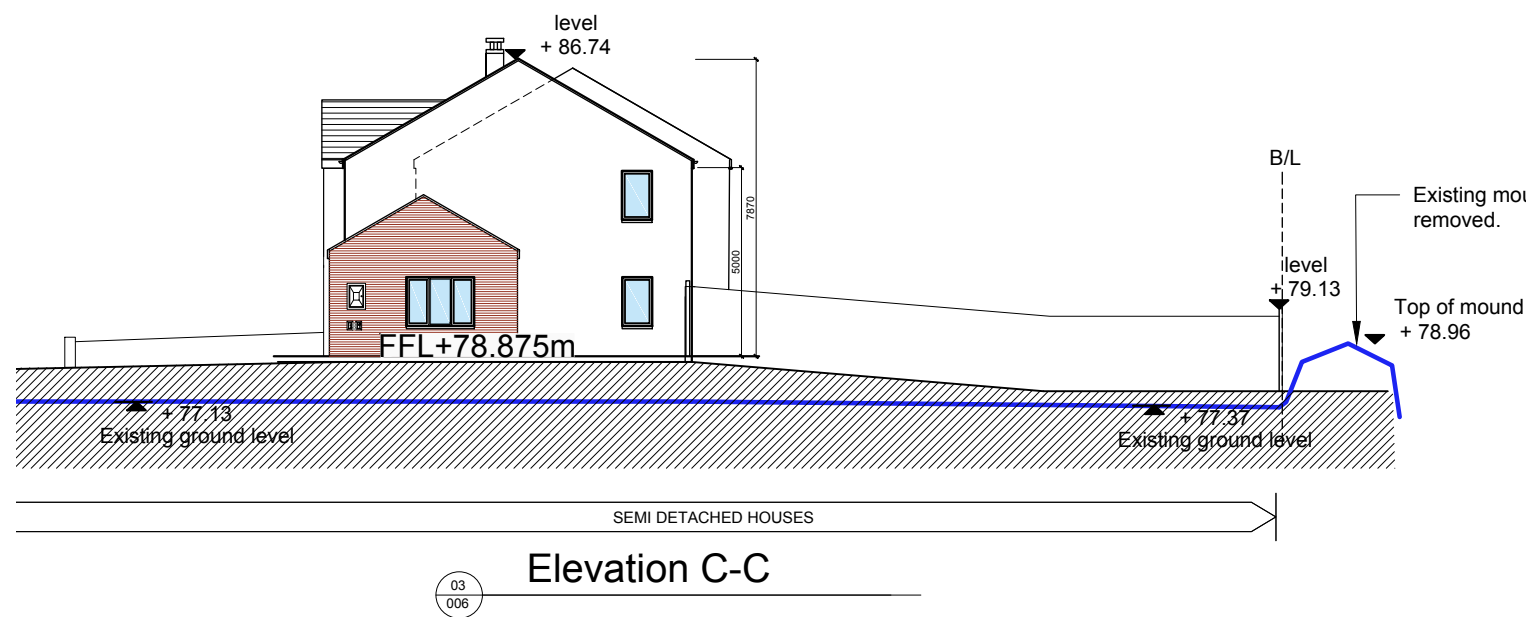 level
+ 86.74
B/L
Existing
removed.
7870
5000
level
+ 79.13
Top of mound
+ 78.96
FFL+78.875m
+ 77.13
Existing ground level
+ 77.37
Existing ground level
SEMI DETACHED HOUSES
Elevation C-C
03
006